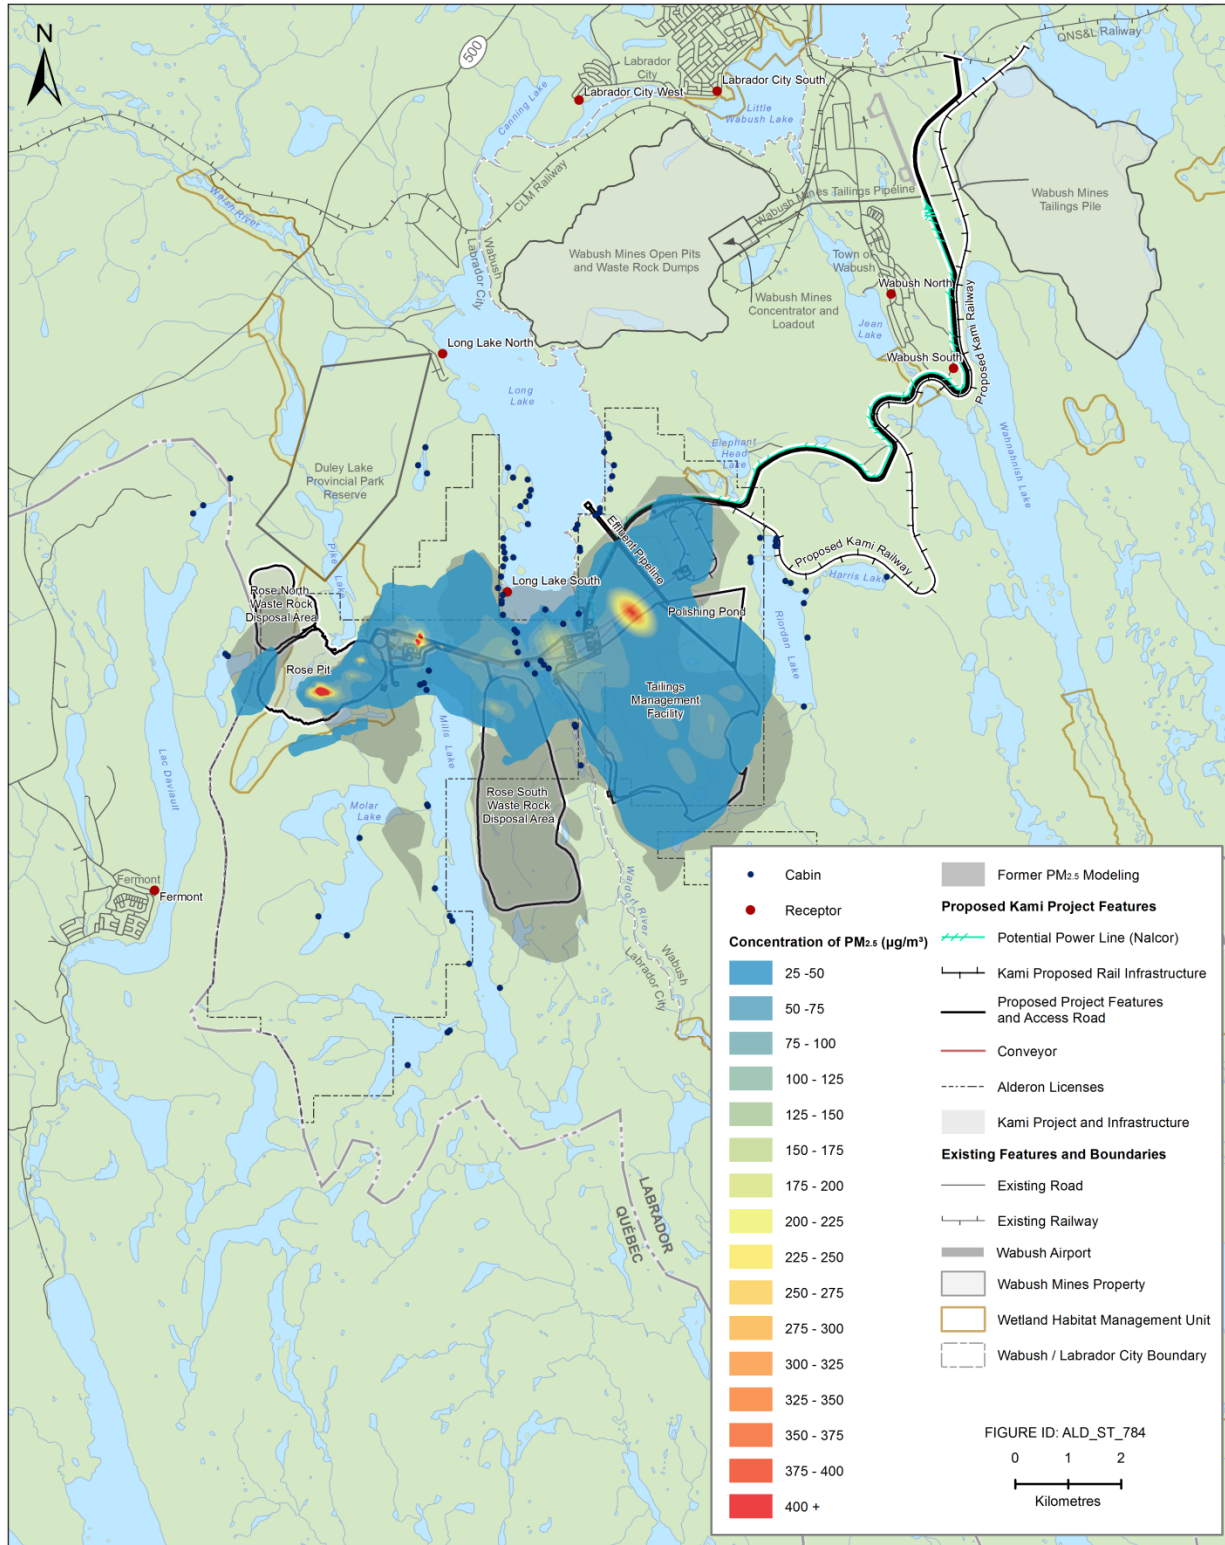 N
500
QNS&L Railway
Labrador
City
Labrador City South
Labrador City West
Canning Lake
Little
Wabush Lake
CLM Railway
Walsh River
Wabush Mines Tailings Pipeline
Wabush Mines
Tailings Pile
Wabush
Labrador City
Wabush Mines Open Pits
and Waste Rock Dumps
Town of
Wabush
Wabush North
Wabush Mines
Concentrator and
Loadout
Jean
Lake
Long Lake North
Wabush South
Proposed Kami Railway
Long
Lake
Wahnahnish Lake
Elephant
Head
Lake
Duley Lake
Provincial Park
Reserve
Pike Lake
Effluent Pipeline
Proposed Kami Railway
Harris Lake
Long Lake South
Rose North
Waste Rock
Disposal Area
Polishing Pond
Riordan Lake
Rose Pit
Tailings
Management
Facility
Mills Lake
Lac Daviault
Molar
Lake
Rose South
Waste Rock
Disposal Area
Fermont
Fermont
Waldorf River
Wabush
Labrador City
LABRADOR
QUÉBEC
Cabin
Receptor
Concentration of PM2.5 (µg/m³)
25 -50
50 -75
75 - 100
100 - 125
125 - 150
150 - 175
175 - 200
200 - 225
225 - 250
250 - 275
275 - 300
300 - 325
325 - 350
350 - 375
375 - 400
400 +
Former PM2.5 Modeling
Proposed Kami Project Features
Potential Power Line (Nalcor)
Kami Proposed Rail Infrastructure
Proposed Project Features
and Access Road
Conveyor
Alderon Licenses
Kami Project and Infrastructure
Existing Features and Boundaries
Existing Road
Existing Railway
Wabush Airport
Wabush Mines Property
Wetland Habitat Management Unit
Wabush / Labrador City Boundary
FIGURE ID: ALD_ST_784
0 1 2
Kilometres